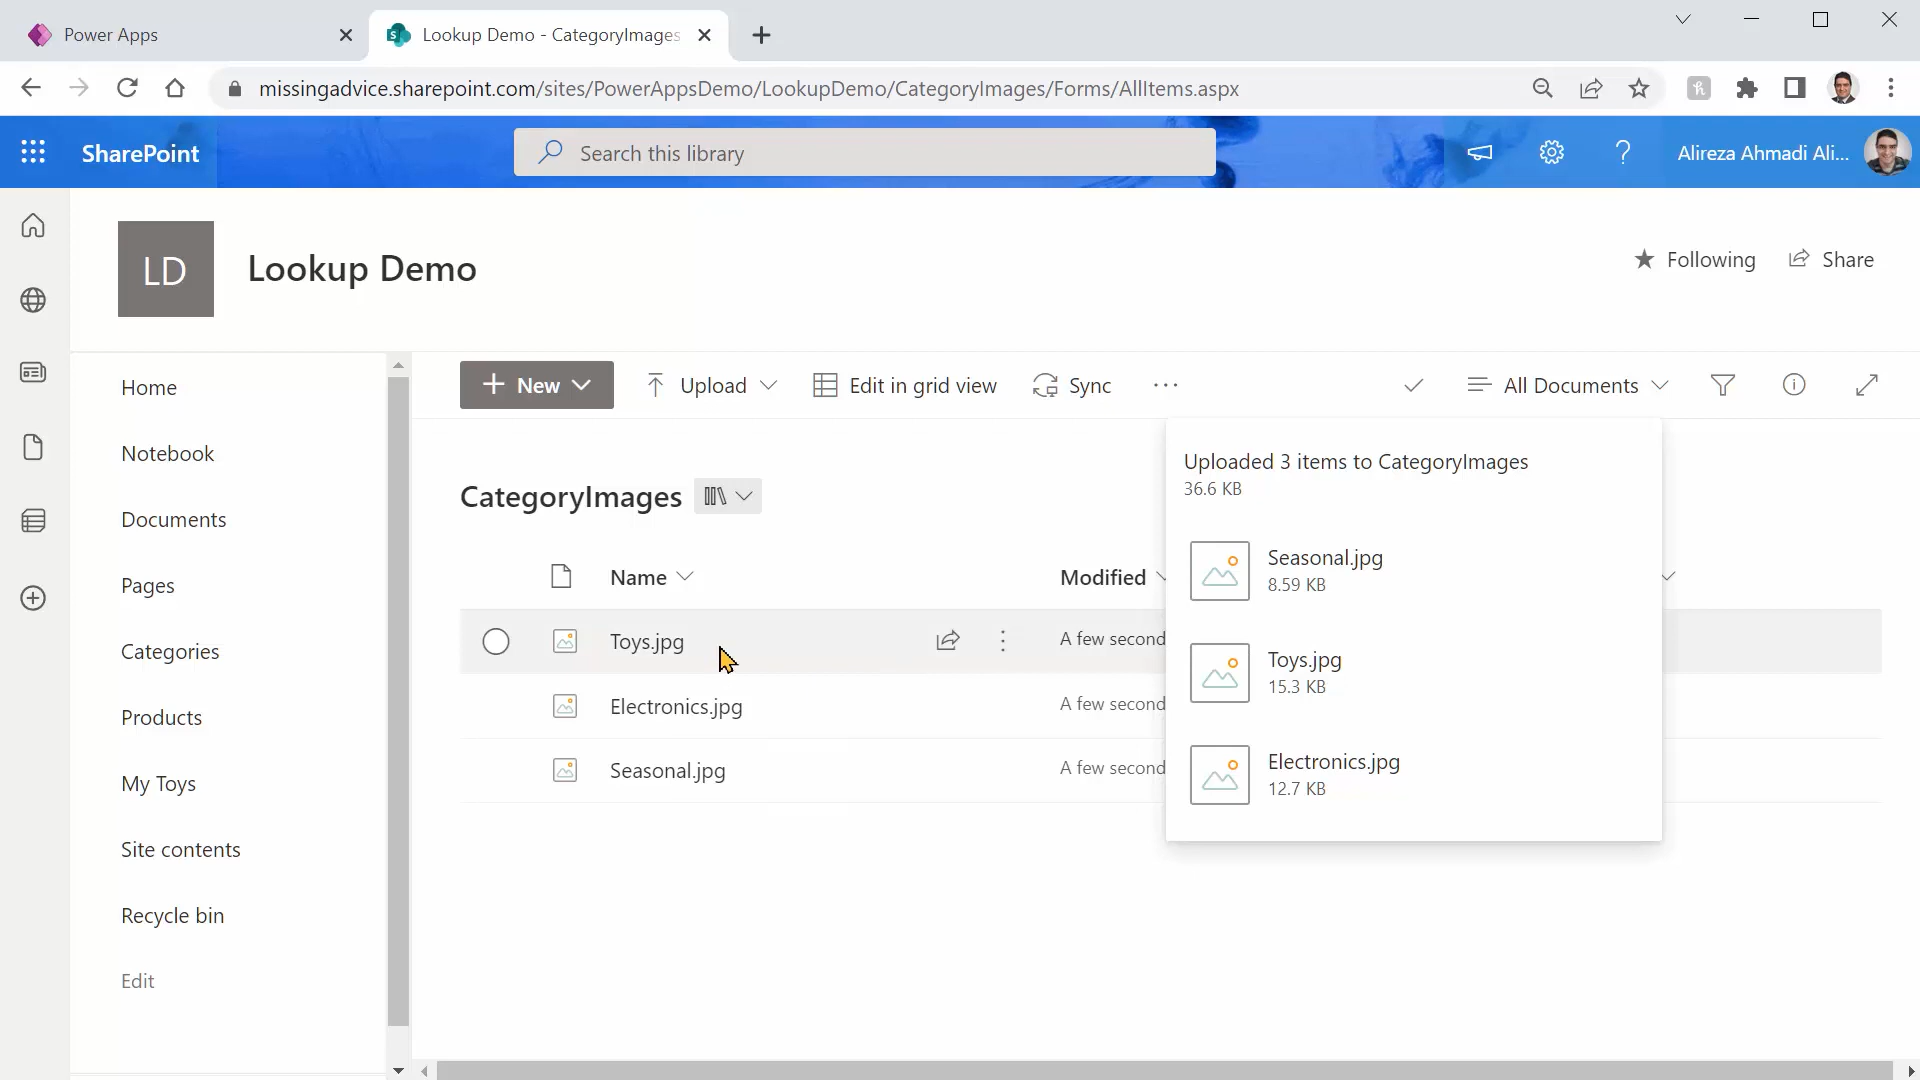 Power Apps
Lookup Demo - CategoryImages
missingadvice.sharepoint.com/sites/PowerAppsDemo/LookupDemo/CategoryImages/Forms/AllItems.aspx
SharePoint
Search this library
Alireza Ahmadi Ali...
LD
Lookup Demo
Following
Share
Home
Notebook
Documents
Pages
Categories
Products
My Toys
Site contents
Recycle bin
Edit
New
Upload
Edit in grid view
Sync
All Documents
CategoryImages
Name
Modified
Toys.jpg
A few second
Electronics.jpg
A few second
Seasonal.jpg
A few second
Uploaded 3 items to CategoryImages
36.6 KB
Seasonal.jpg
8.59 KB
Toys.jpg
15.3 KB
Electronics.jpg
12.7 KB